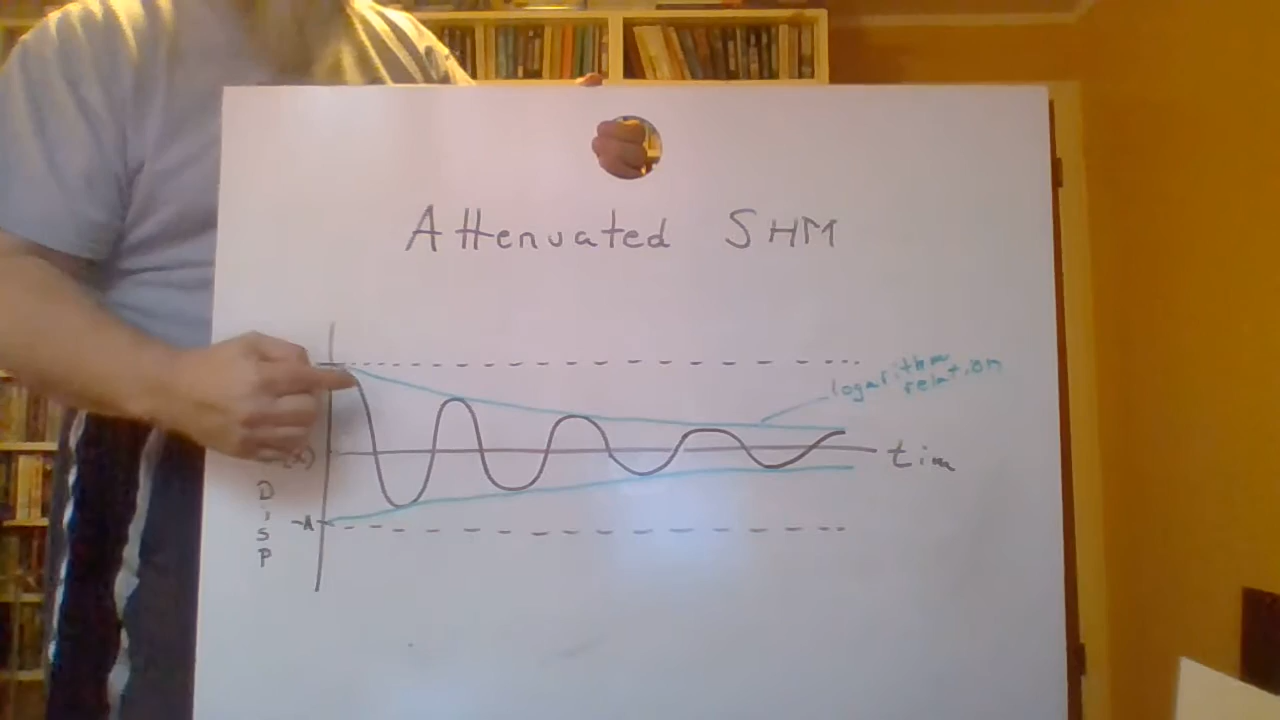 Attenuated SHM
logarithm
relation
(x)
tim
D
i
s
P
-A